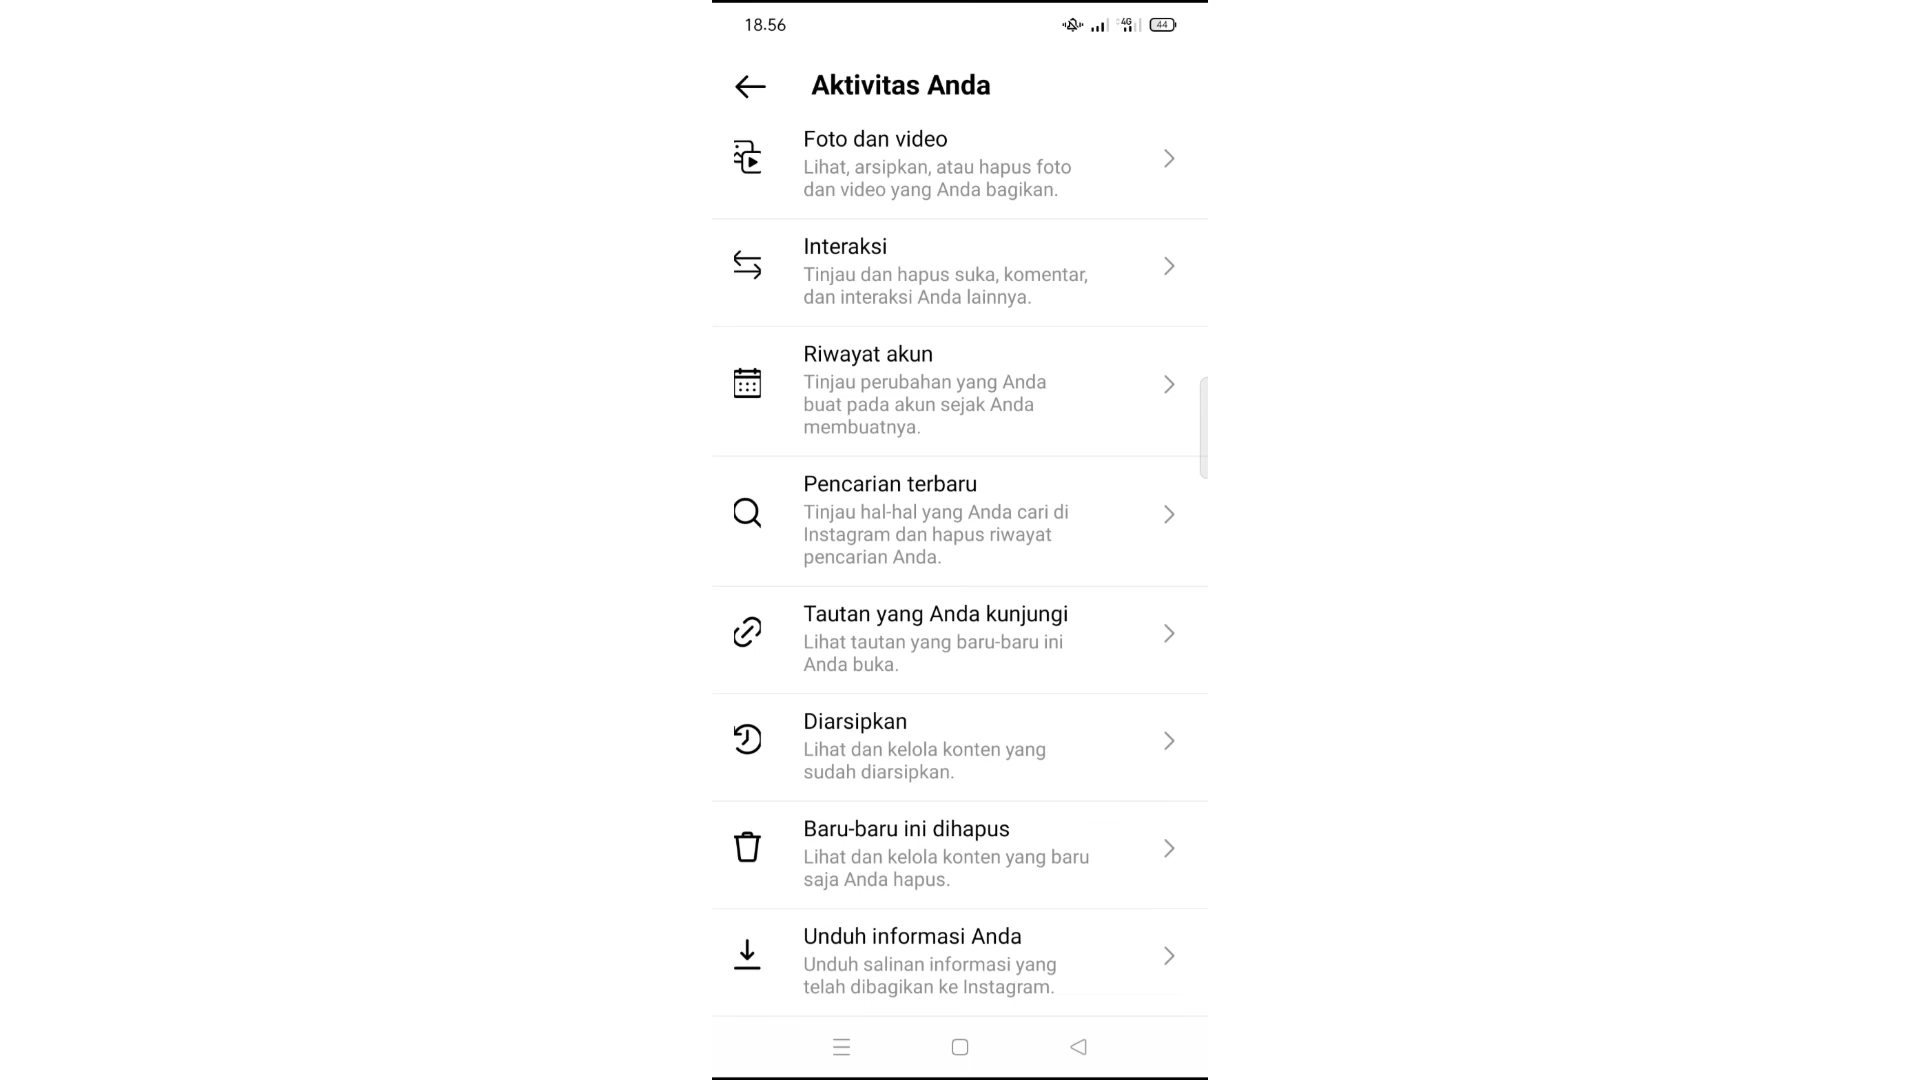 18.56
4G
44
Aktivitas Anda
Foto dan video
Lihat, arsipkan, atau hapus foto
dan video yang Anda bagikan.
Interaksi
Tinjau dan hapus suka, komentar,
dan interaksi Anda lainnya.
Riwayat akun
Tinjau perubahan yang Anda
buat pada akun sejak Anda
membuatnya.
Pencarian terbaru
Tinjau hal-hal yang Anda cari di
Instagram dan hapus riwayat
pencarian Anda.
Tautan yang Anda kunjungi
Lihat tautan yang baru-baru ini
Anda buka.
Diarsipkan
Lihat dan kelola konten yang
sudah diarsipkan.
Baru-baru ini dihapus
Lihat dan kelola konten yang baru
saja Anda hapus.
Unduh informasi Anda
Unduh salinan informasi yang
telah dibagikan ke Instagram.